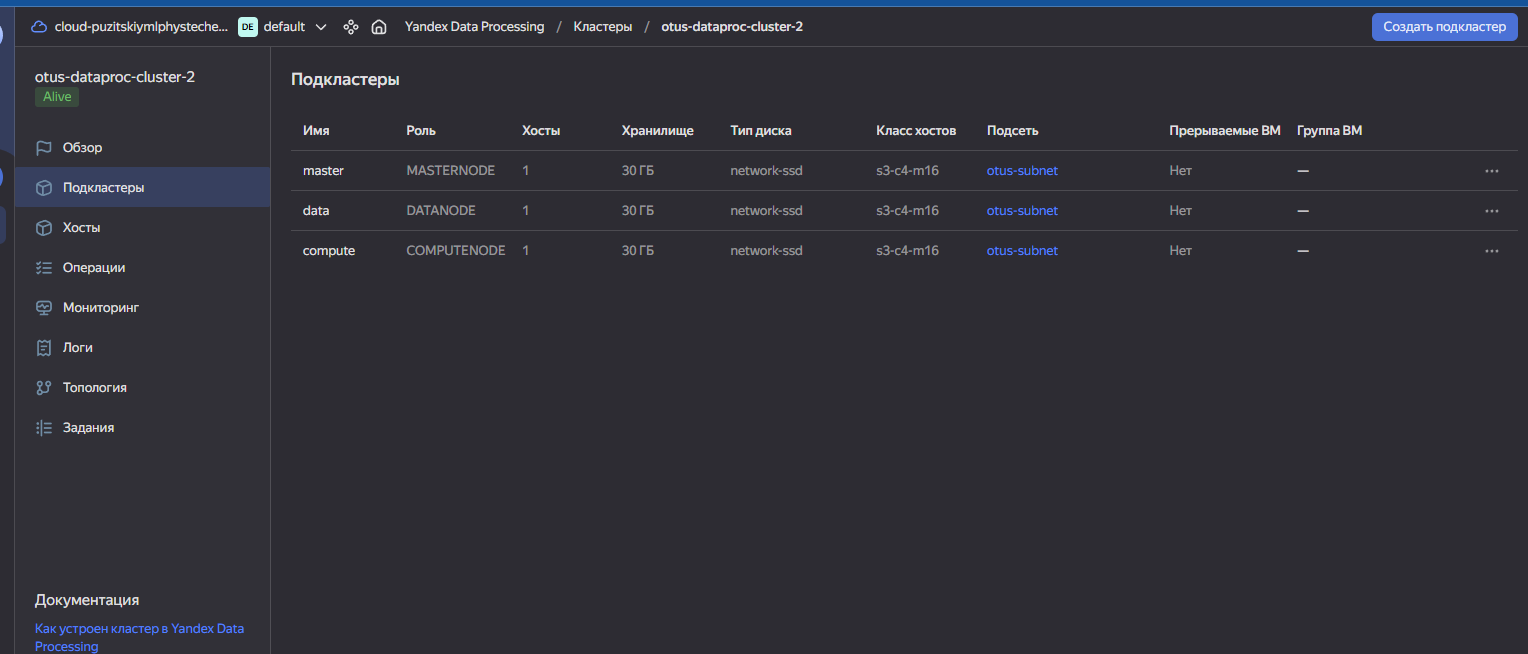 cloud-puzitskiymlphysteche... DE default Yandex Data Processing / Кластеры / otus-dataproc-cluster-2 Создать подкластер
otus-dataproc-cluster-2
Alive
Обзор
Подкластеры
Хосты
Операции
Мониторинг
Логи
Топология
Задания
Документация
Как устроен кластер в Yandex Data
Processing
Подкластеры
Имя Роль Хосты Хранилище Тип диска Класс хостов Подсеть Прерываемые ВМ Группа ВМ
master MASTERNODE 1 30 ГБ network-ssd s3-c4-m16 otus-subnet Нет —
data DATANODE 1 30 ГБ network-ssd s3-c4-m16 otus-subnet Нет —
compute COMPUTENODE 1 30 ГБ network-ssd s3-c4-m16 otus-subnet Нет —